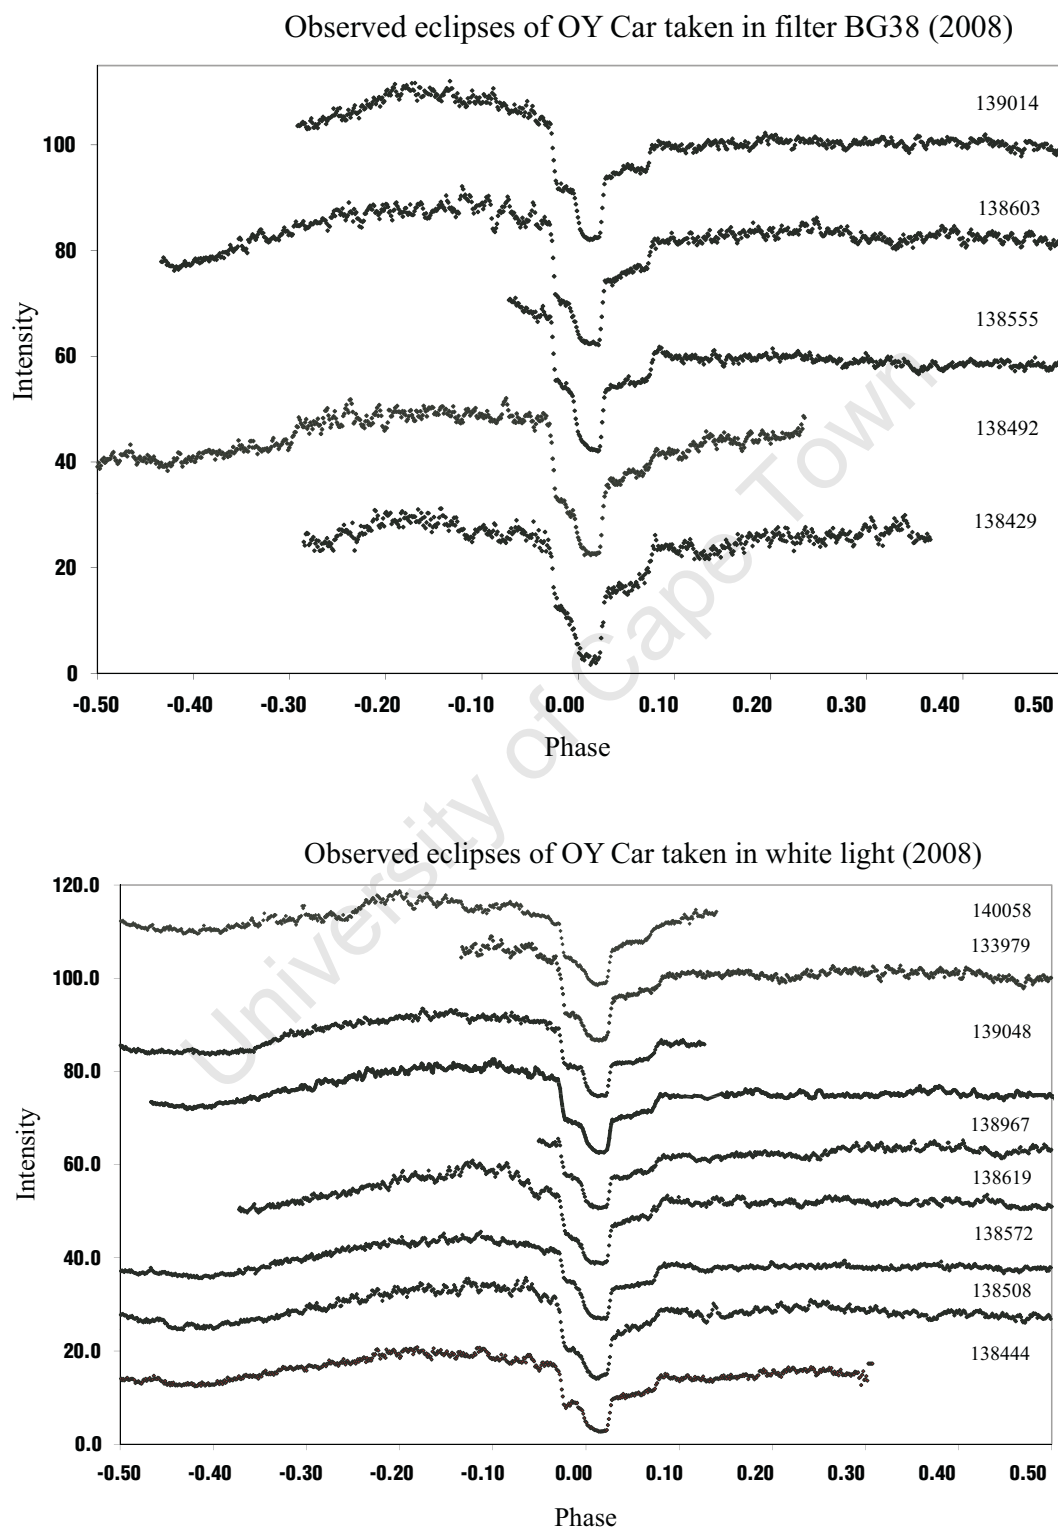 Observed eclipses of OY Car taken in filter BG38 (2008)
139014
100
138603
80
138555
60
138492
40
138429
20
0
Intensity
-0.50 -0.40 -0.30 -0.20 -0.10 0.00 0.10 0.20 0.30 0.40 0.50
Phase
University of Cape Town
Observed eclipses of OY Car taken in white light (2008)
120.0
140058
133979
100.0
139048
80.0
138967
60.0
138619
138572
40.0
138508
20.0
138444
0.0
Intensity
-0.50 -0.40 -0.30 -0.20 -0.10 0.00 0.10 0.20 0.30 0.40 0.50
Phase